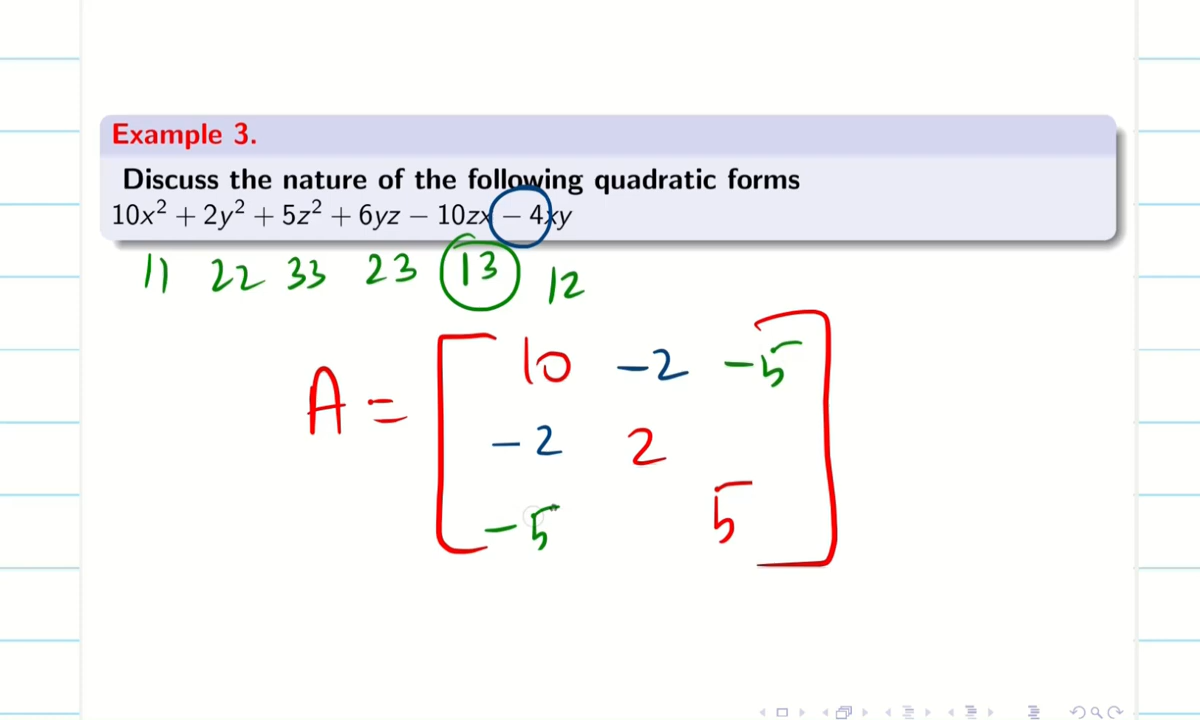 Example 3.
Discuss the nature of the following quadratic forms
10x² + 2y² + 5z² + 6yz − 10zx − 4xy
11 22 33 23 13 12
A = [ 10 -2 -5
-2 2
-5 5 ]